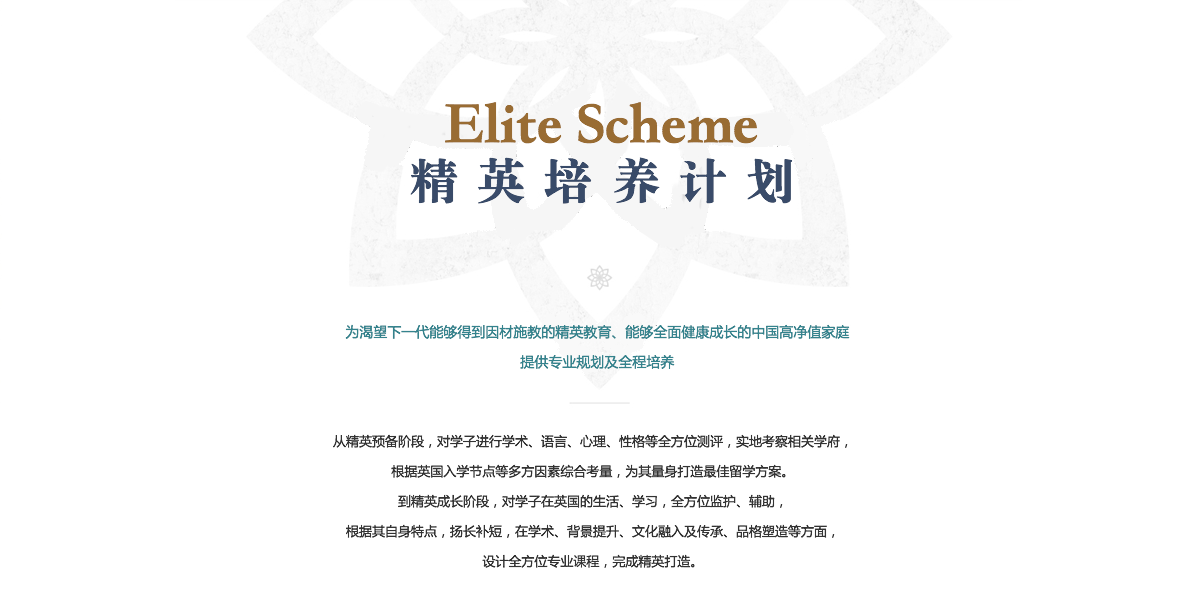 Elite Scheme
精英培养计划
为渴望下一代能够得到因材施教的精英教育、能够全面健康成长的中国高净值家庭
提供专业规划及全程培养
从精英预备阶段，对学子进行学术、语言、心理、性格等全方位测评，实地考察相关学府，
根据英国入学节点等多方因素综合考量，为其量身打造最佳留学方案。
到精英成长阶段，对学子在英国的生活、学习，全方位监护、辅助，
根据其自身特点，扬长补短，在学术、背景提升、文化融入及传承、品格塑造等方面，
设计全方位专业课程，完成精英打造。